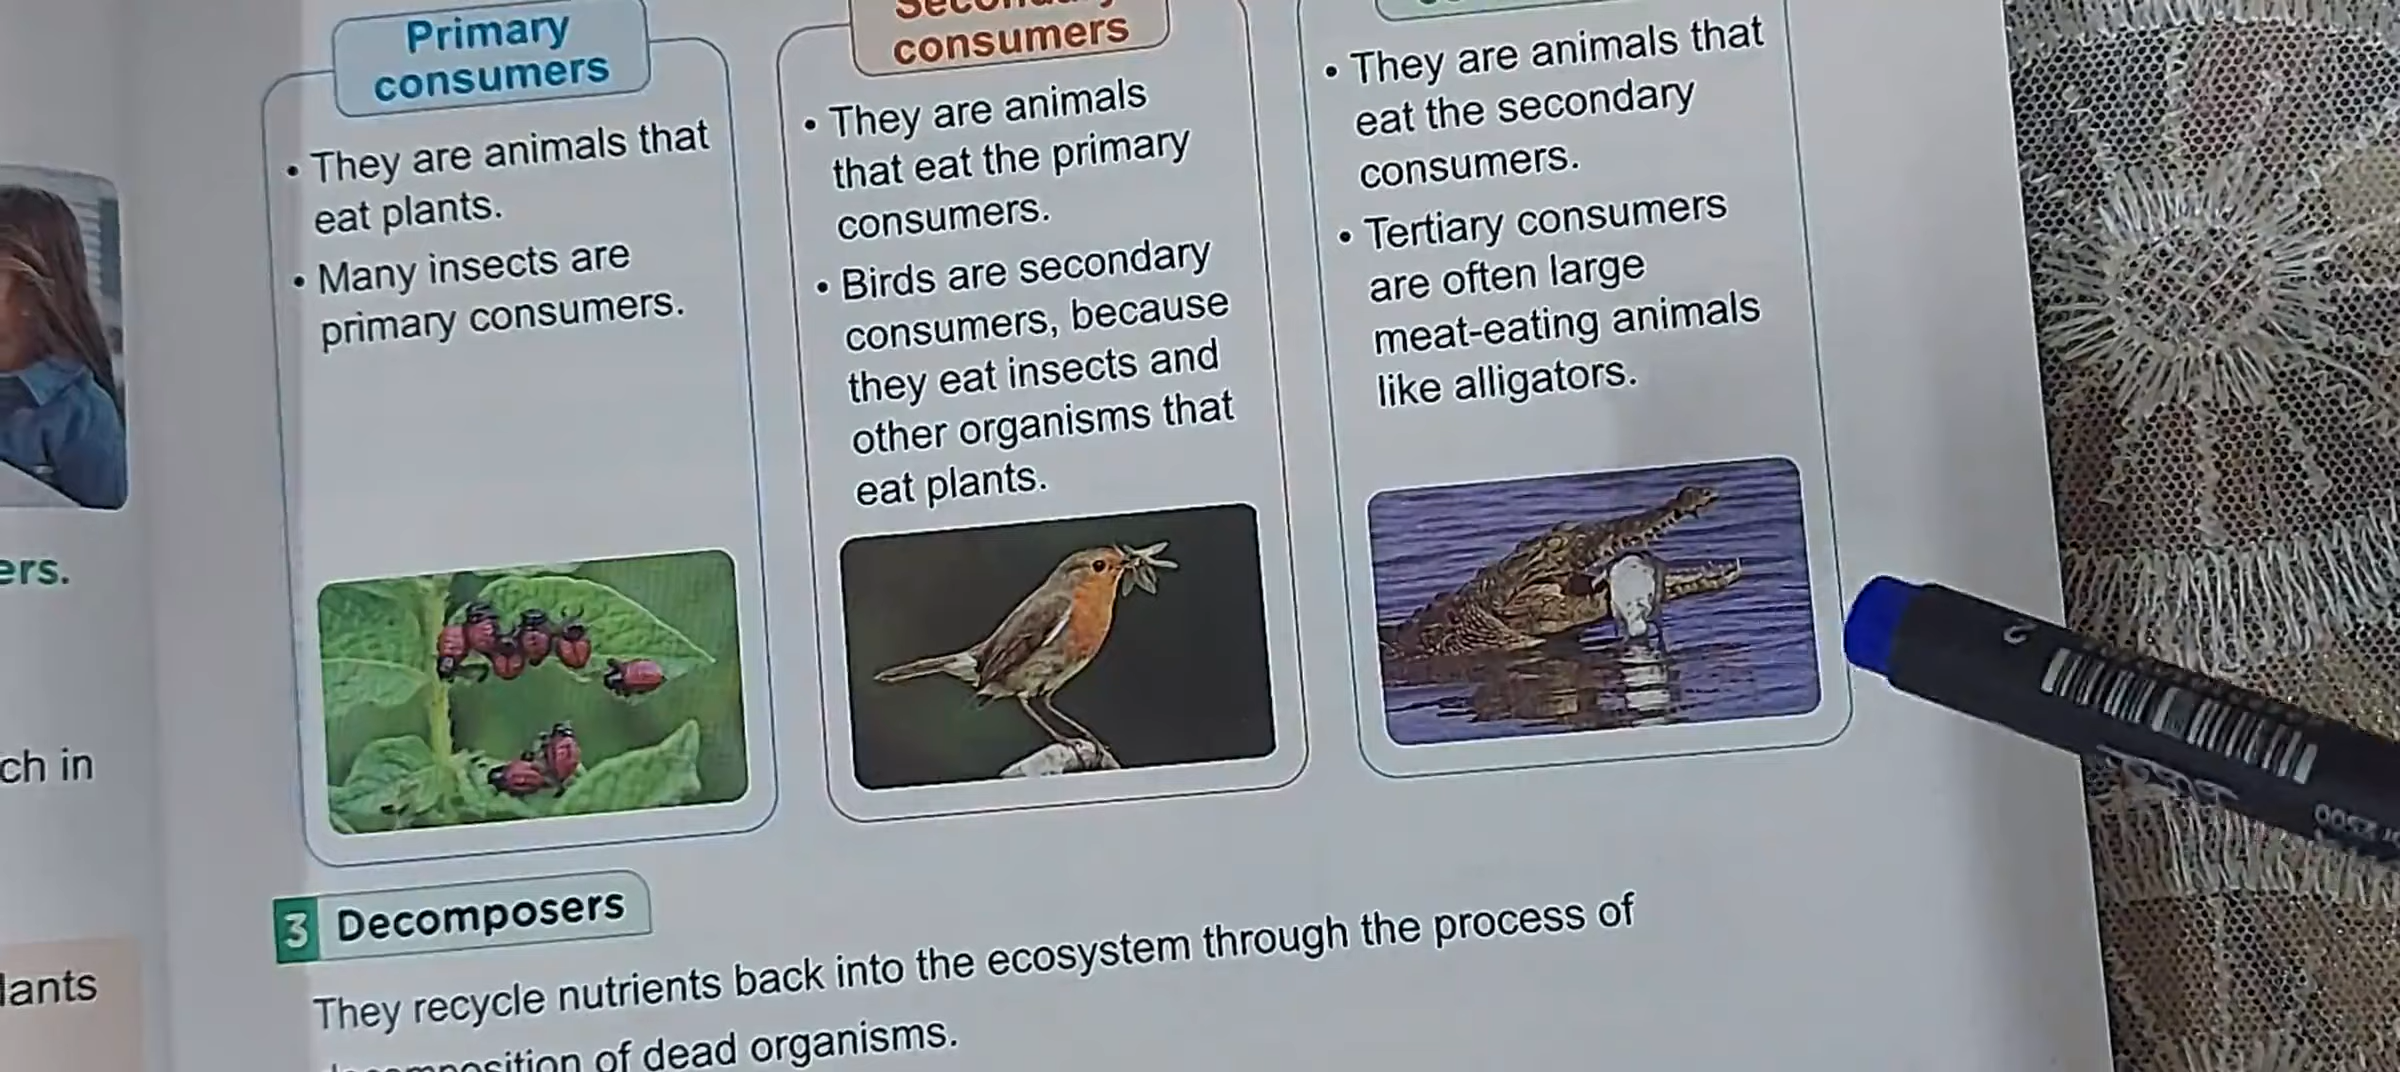 Primary
consumers
• They are animals that
eat plants.
• Many insects are
primary consumers.
Secondary
consumers
• They are animals
that eat the primary
consumers.
• Birds are secondary
consumers, because
they eat insects and
other organisms that
eat plants.
• They are animals that
eat the secondary
consumers.
• Tertiary consumers
are often large
meat-eating animals
like alligators.
3 Decomposers
They recycle nutrients back into the ecosystem through the process of
decomposition of dead organisms.
ers.
ch in
lants